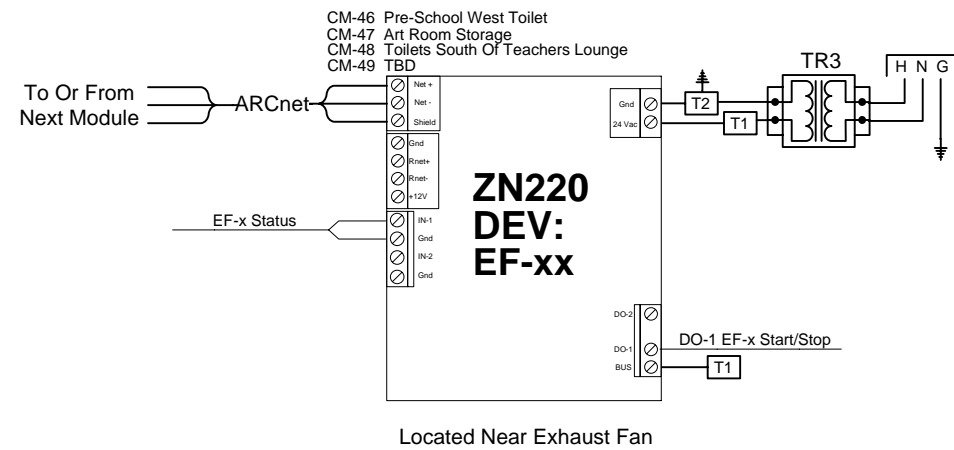 CM-46 Pre-School West Toilet
CM-47 Art Room Storage
CM-48 Toilets South Of Teachers Lounge
CM-49 TBD
To Or From
Next Module
ARCnet
Net +
Net -
Shield
Gnd
Rnet+
Rnet-
+12V
EF-x Status
IN-1
Gnd
IN-2
Gnd
ZN220
DEV:
EF-xx
Gnd
24 Vac
T2
T1
TR3
H N G
DO-2
DO-1
BUS
DO-1 EF-x Start/Stop
T1
Located Near Exhaust Fan